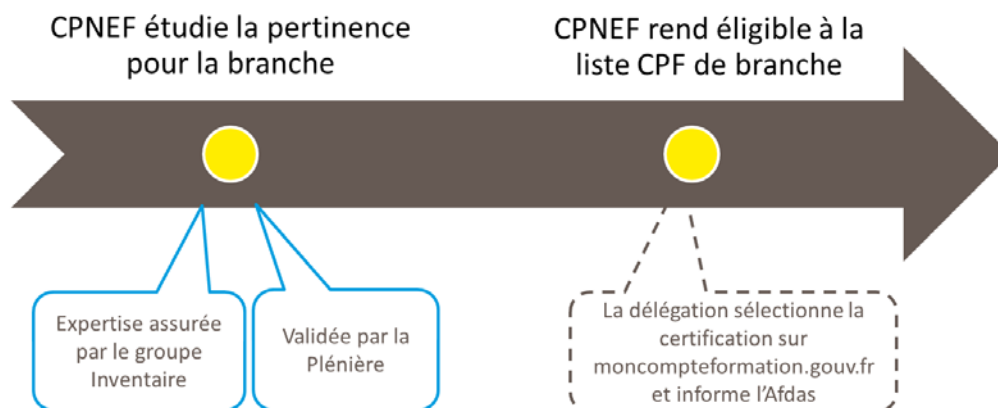 CPNEF étudie la pertinence
pour la branche
CPNEF rend éligible à la
liste CPF de branche
Expertise assurée
par le groupe
Inventaire
Validée par la
Plénière
La délégation sélectionne la
certification sur
moncompteformation.gouv.fr
et informe l'Afdas